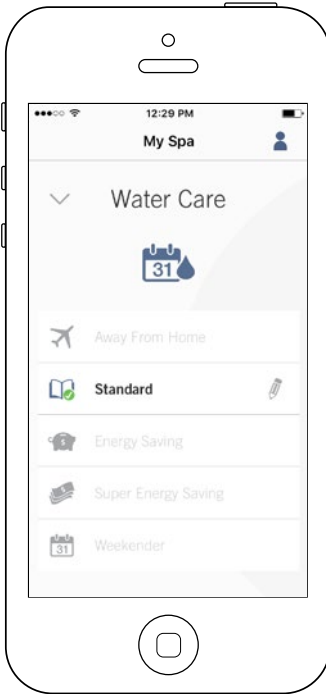 12:29 PM
My Spa
Water Care
31
Away From Home
Standard
Energy Saving
Super Energy Saving
31
Weekender